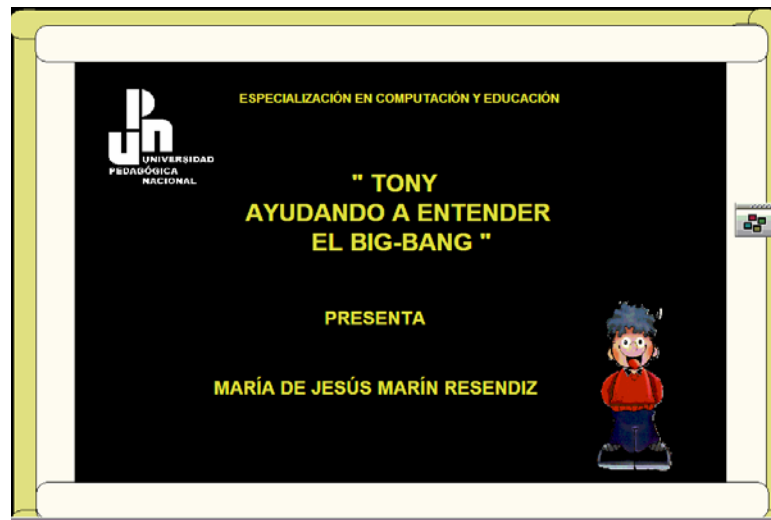 ESPECIALIZACIÓN EN COMPUTACIÓN Y EDUCACIÓN
UPN
UNIVERSIDAD
PEDAGÓGICA
NACIONAL
" TONY
AYUDANDO A ENTENDER
EL BIG-BANG "
PRESENTA
MARÍA DE JESÚS MARÍN RESENDIZ